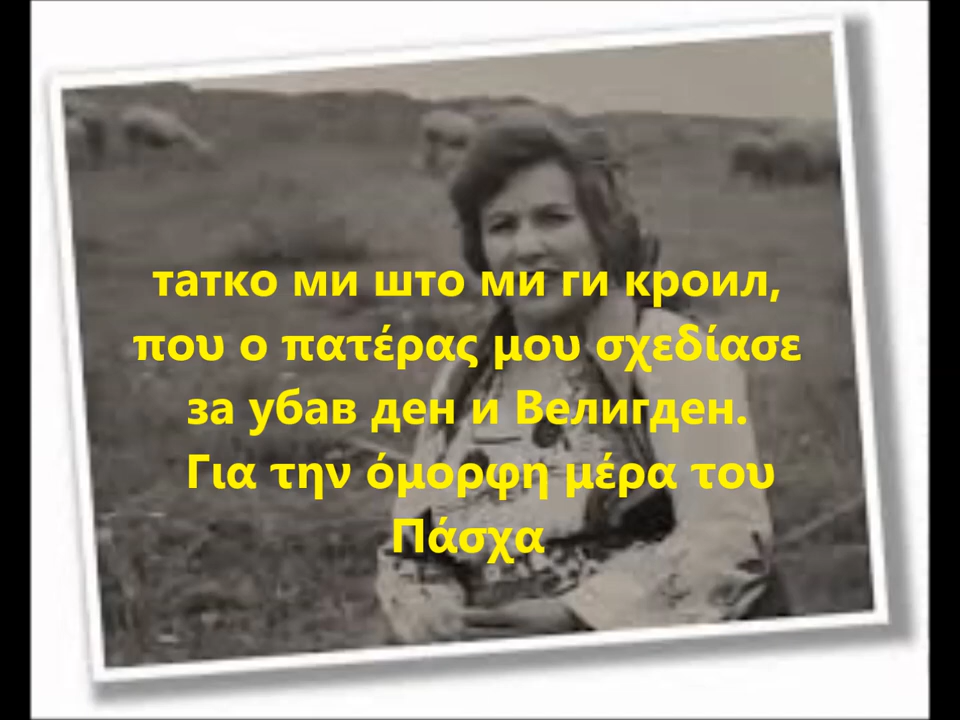 татко ми што ми ги кроил,
που ο πατέρας μου σχεδίασε
за убав ден и Велигден.
Για την όμορφη μέρα του
Πάσχα